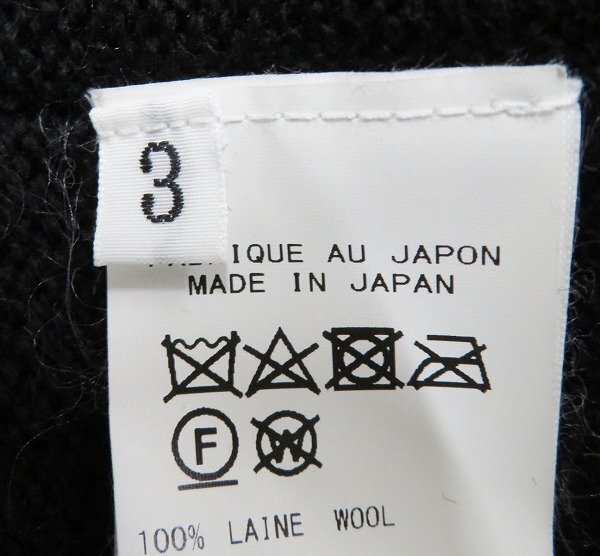 3
AU JAPON
MADE IN JAPAN
F W
100% LAINE WOOL